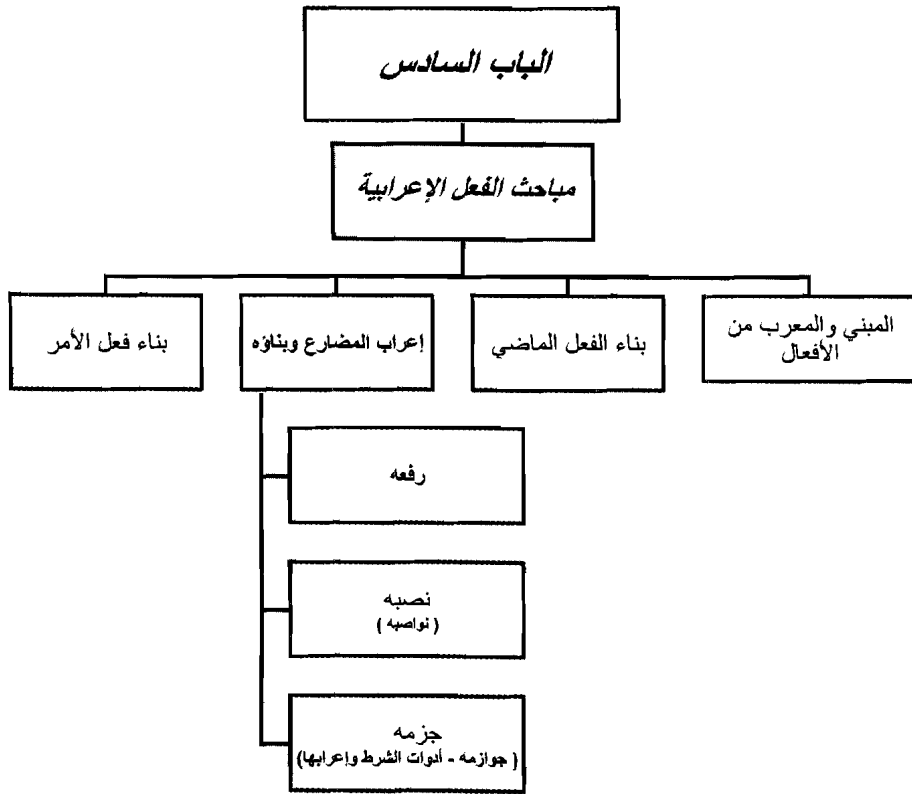 الباب السادس
مباحث الفعل الإعرابية
المبني والمعرب من
الأفعال
بناء الفعل الماضي
إعراب المضارع وبناؤه
بناء فعل الأمر
رفعه
نصبه
( نواصبه )
جزمه
( جوازمه - أدوات الشرط وإعرابها)